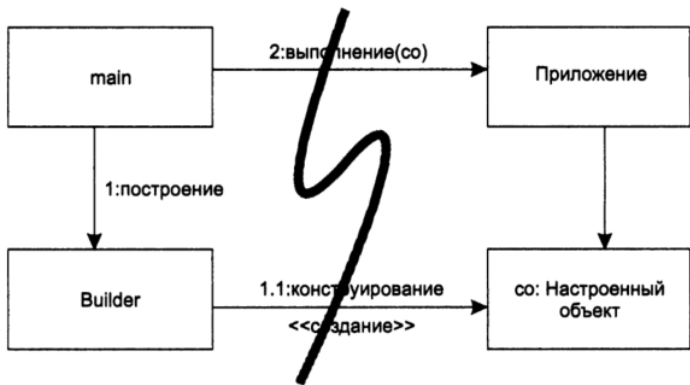 main
2:выполнение(co)
Приложение
1:построение
Builder
1.1:конструирование
<<создание>>
co: Настроенный
объект